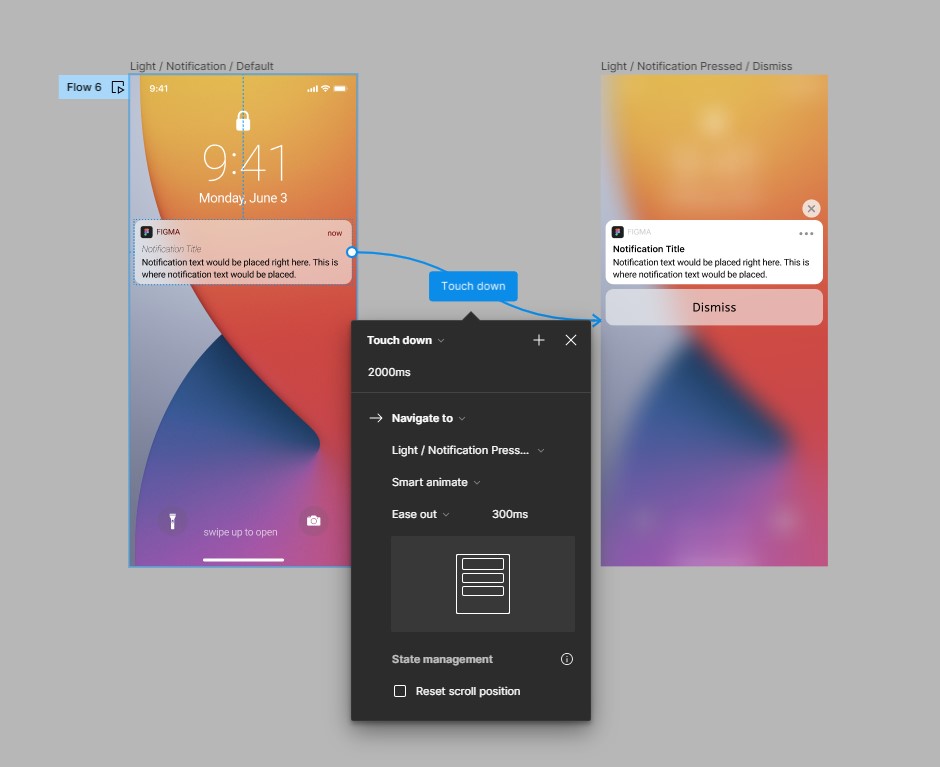 Light / Notification / Default
Flow 6
9:41
9:41
Monday, June 3
FIGMA
now
Notification Title
Notification text would be placed right here. This is
where notification text would be placed.
swipe up to open
Touch down
Touch down
2000ms
Navigate to
Light / Notification Press...
Smart animate
Ease out
300ms
State management
Reset scroll position
Light / Notification Pressed / Dismiss
FIGMA
Notification Title
Notification text would be placed right here. This is
where notification text would be placed.
Dismiss